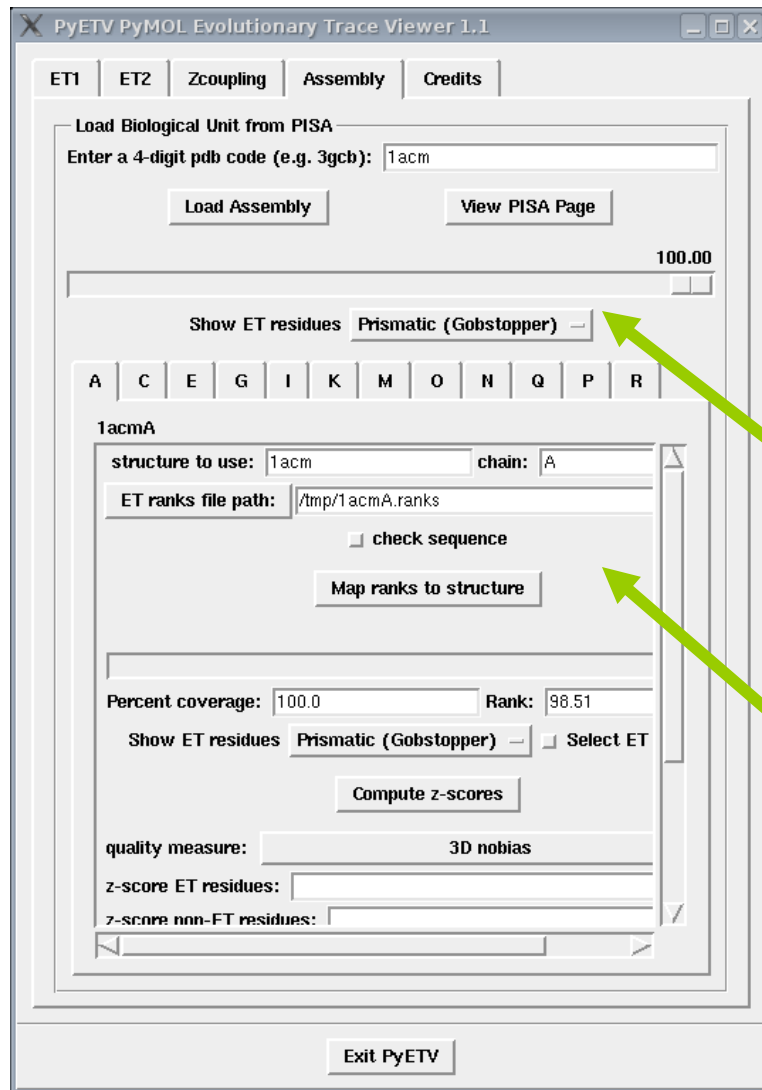 PyETV PyMOL Evolutionary Trace Viewer 1.1
ET1 ET2 Zcoupling Assembly Credits
Load Biological Unit from PISA
Enter a 4-digit pdb code (e.g. 3gcb): 1acm
Load Assembly View PISA Page
100.00
Show ET residues Prismatic (Gobstopper)
A C E G I K M O N Q P R
1acmA
structure to use: 1acm chain: A
ET ranks file path: /tmp/1acmA.ranks
check sequence
Map ranks to structure
Percent coverage: 100.0 Rank: 98.51
Show ET residues Prismatic (Gobstopper) Select ET
Compute z-scores
quality measure: 3D nobias
z-score ET residues:
z-score non-ET residues:
Exit PyETV